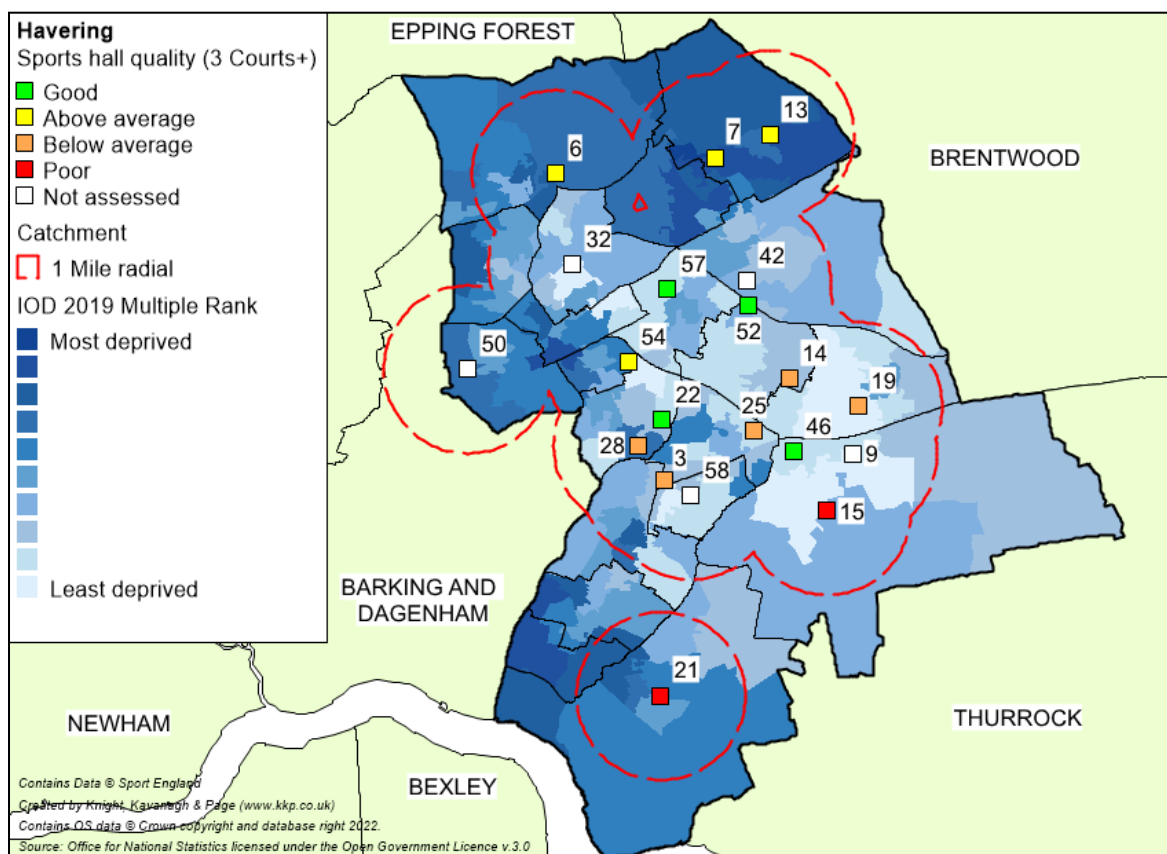 Havering
Sports hall quality (3 Courts+)
Good
Above average
Below average
Poor
Not assessed
Catchment
1 Mile radial
IOD 2019 Multiple Rank
Most deprived
Least deprived
EPPING FOREST
BRENTWOOD
13
7
6
32
57
42
52
54
50
14
19
22
25
46
9
28
3
58
15
BARKING AND
DAGENHAM
21
NEWHAM
THURROCK
BEXLEY
Contains Data © Sport England
Created by Knight, Kavanagh & Page (www.kkp.co.uk)
Contains OS data © Crown copyright and database right 2022.
Source: Office for National Statistics licensed under the Open Government Licence v.3.0